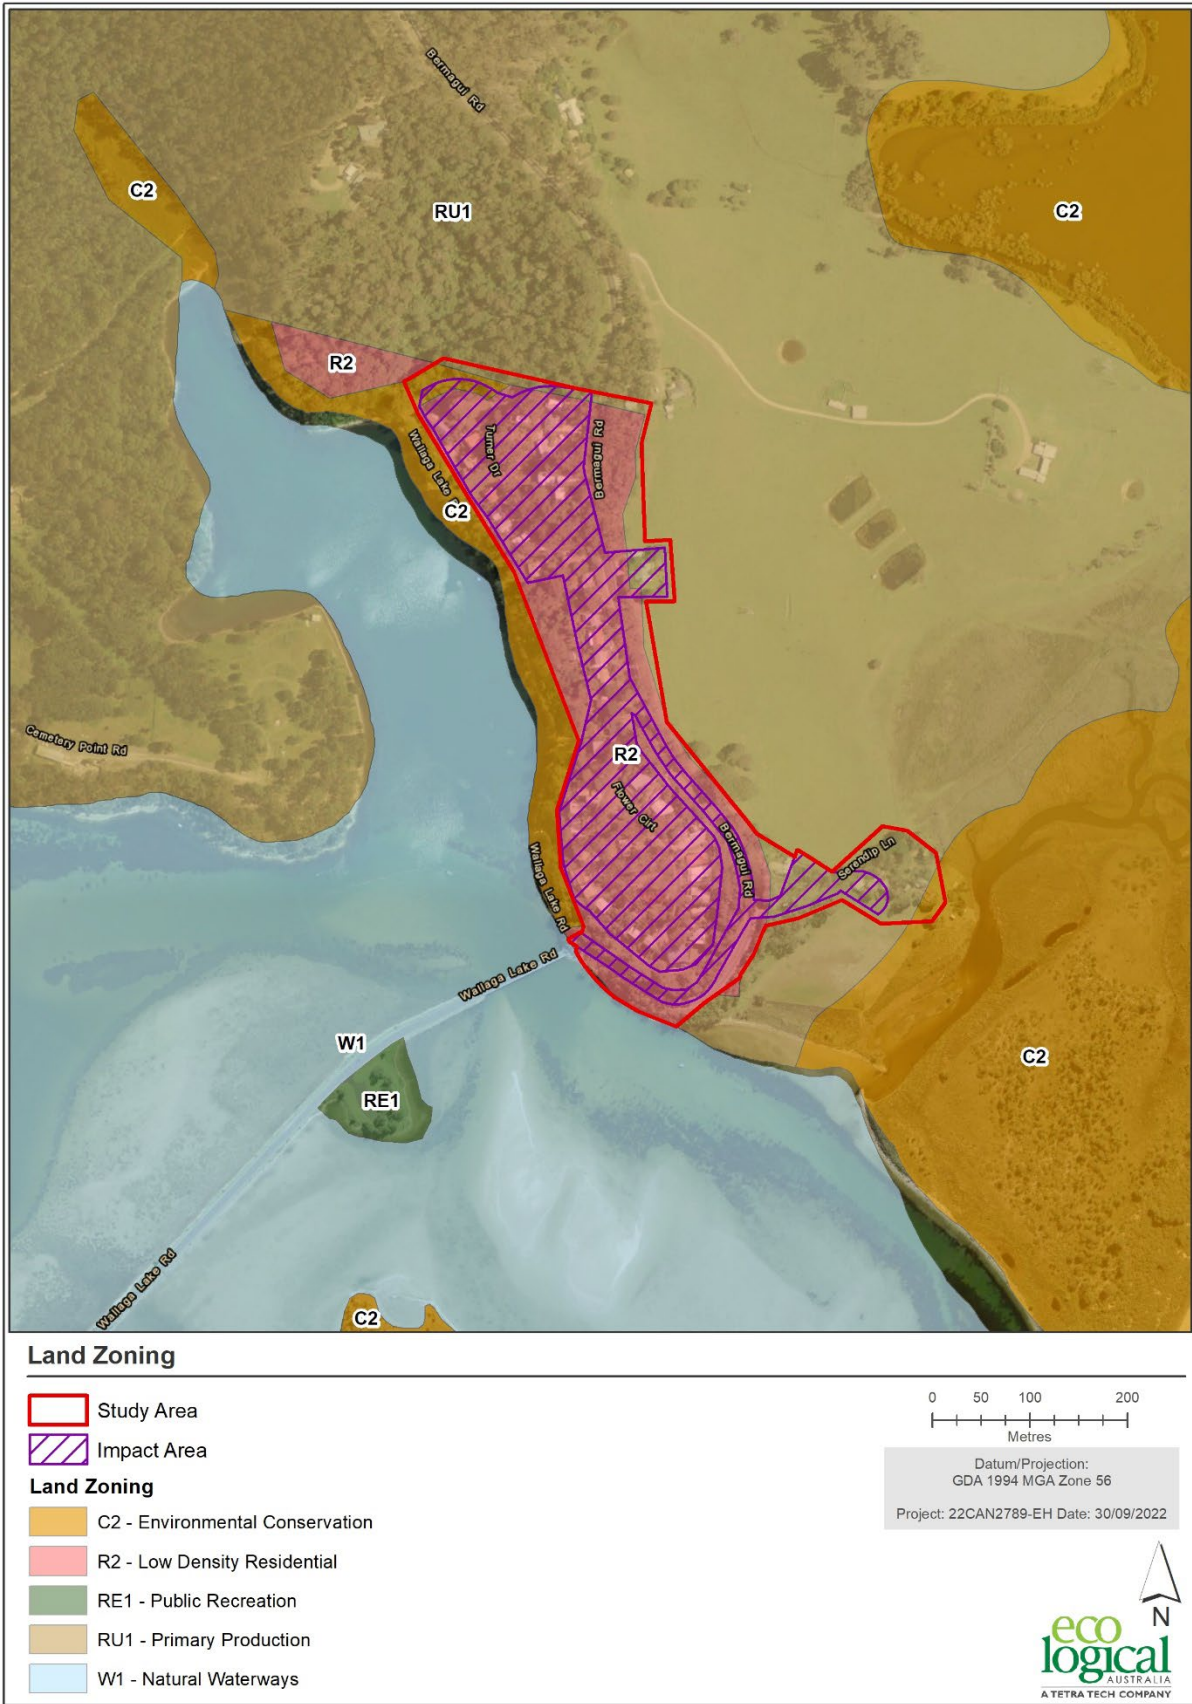 Bermagui Rd
C2
RU1
C2
R2
Turner Dr
Bermagui Rd
Wallaga Lake
C2
Cemetery Point Rd
R2
Flower Cirt
Bermagui Rd
Serendip Ln
Wallaga Lake Rd
Wallaga Lake Rd
W1
RE1
C2
Wallaga Lake Rd
C2
Land Zoning
Study Area
Impact Area
Land Zoning
C2 - Environmental Conservation
R2 - Low Density Residential
RE1 - Public Recreation
RU1 - Primary Production
W1 - Natural Waterways
0 50 100 200
Metres
Datum/Projection:
GDA 1994 MGA Zone 56
Project: 22CAN2789-EH Date: 30/09/2022
N
eco
logical
AUSTRALIA
A TETRA TECH COMPANY